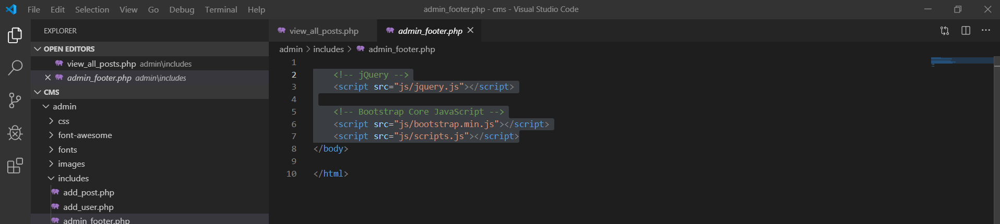 File Edit Selection View Go Debug Terminal Help
admin_footer.php - cms - Visual Studio Code
EXPLORER
OPEN EDITORS
view_all_posts.php admin\includes
admin_footer.php admin\includes
CMS
admin
css
font-awesome
fonts
images
includes
add_post.php
add_user.php
admin_footer.php
view_all_posts.php
admin_footer.php
admin > includes > admin_footer.php
1
2 <!-- jQuery -->
3 <script src="js/jquery.js"></script>
4
5 <!-- Bootstrap Core JavaScript -->
6 <script src="js/bootstrap.min.js"></script>
7 <script src="js/scripts.js"></script>
8 </body>
9
10 </html>